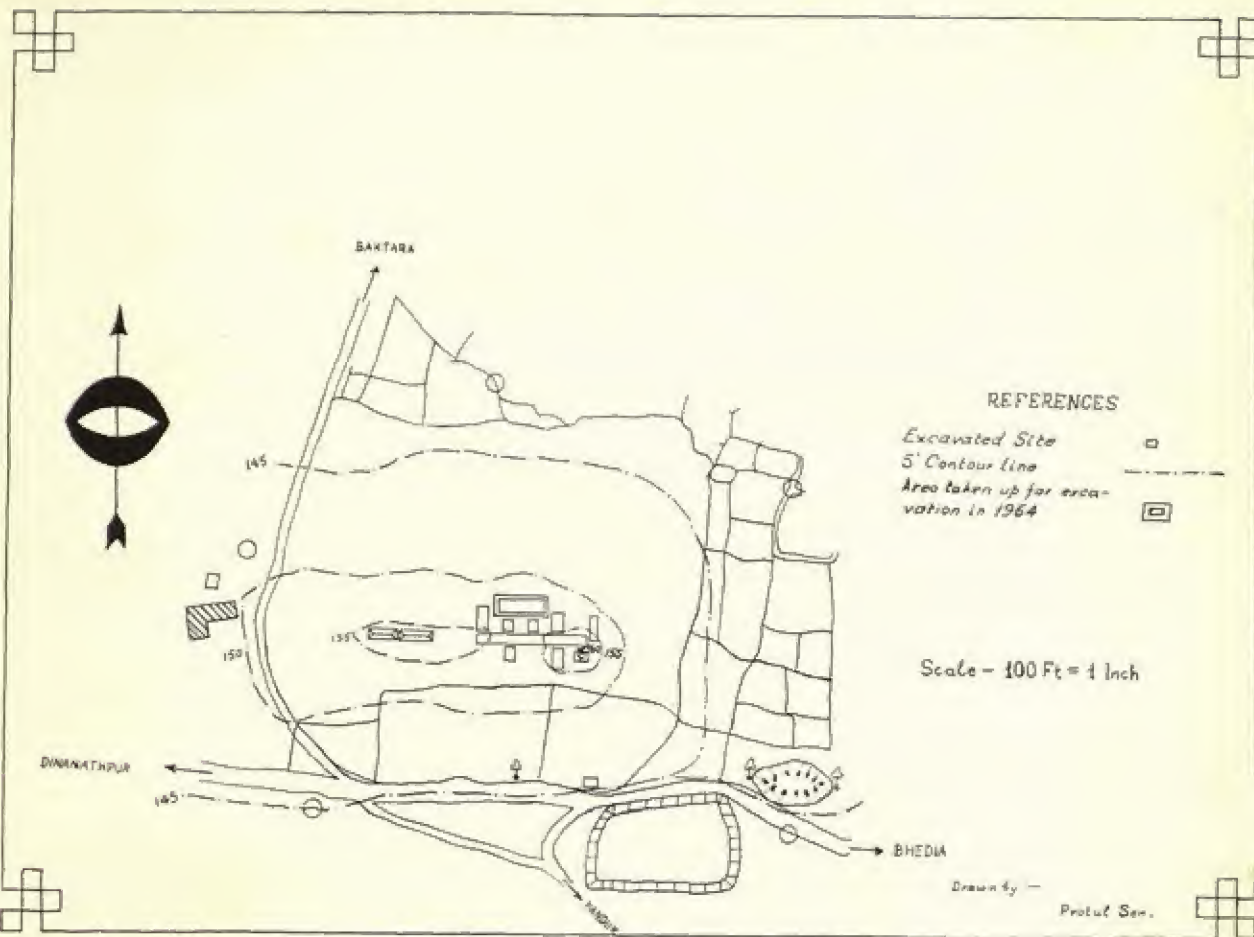 BAKTARA
REFERENCES
Excavated Site
5' Contour line
Area taken up for exca-
vation in 1964
145
155
155
150
Scale – 100 Ft = 1 Inch
DINANATHPUR
145
BHEDIA
Drawn by –
Protul Sen.